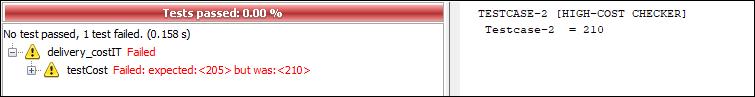 Tests passed: 0.00 %
No test passed, 1 test failed. (0.158 s)
delivery_costIT Failed
testCost Failed: expected:<205> but was:<210>
TESTCASE-2 [HIGH-COST CHECKER]
Testcase-2 = 210